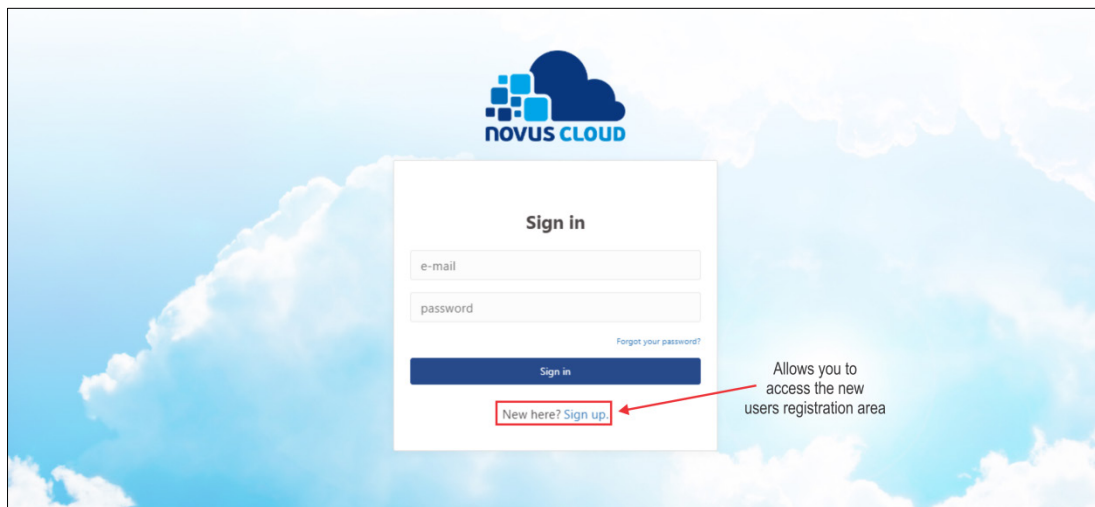 NOVUS CLOUD
Sign in
e-mail
password
Forgot your password?
Sign in
New here? Sign up.
Allows you to
access the new
users registration area